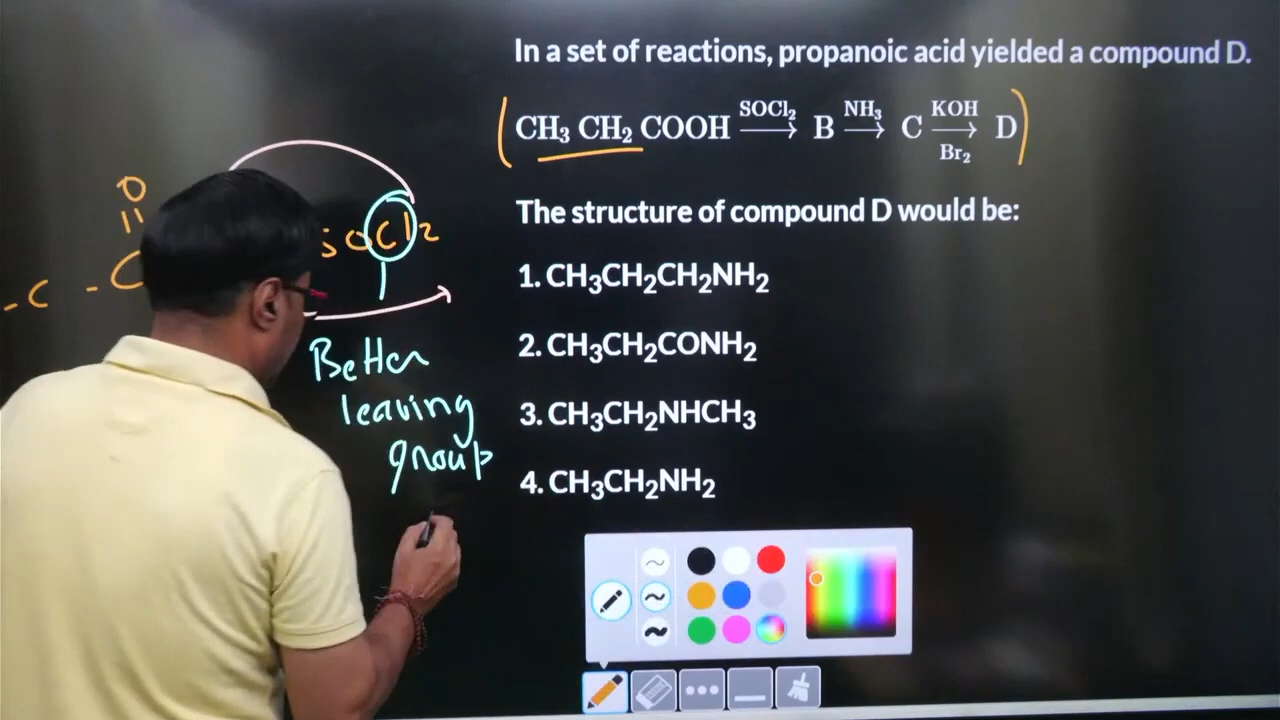 In a set of reactions, propanoic acid yielded a compound D.
(CH₃ CH₂ COOH —SOCl₂→ B —NH₃→ C —KOH/Br₂→ D)
The structure of compound D would be:
1. CH₃CH₂CH₂NH₂
2. CH₃CH₂CONH₂
3. CH₃CH₂NHCH₃
4. CH₃CH₂NH₂
O
||
- C - C
SOCl₂
Better
leaving
group